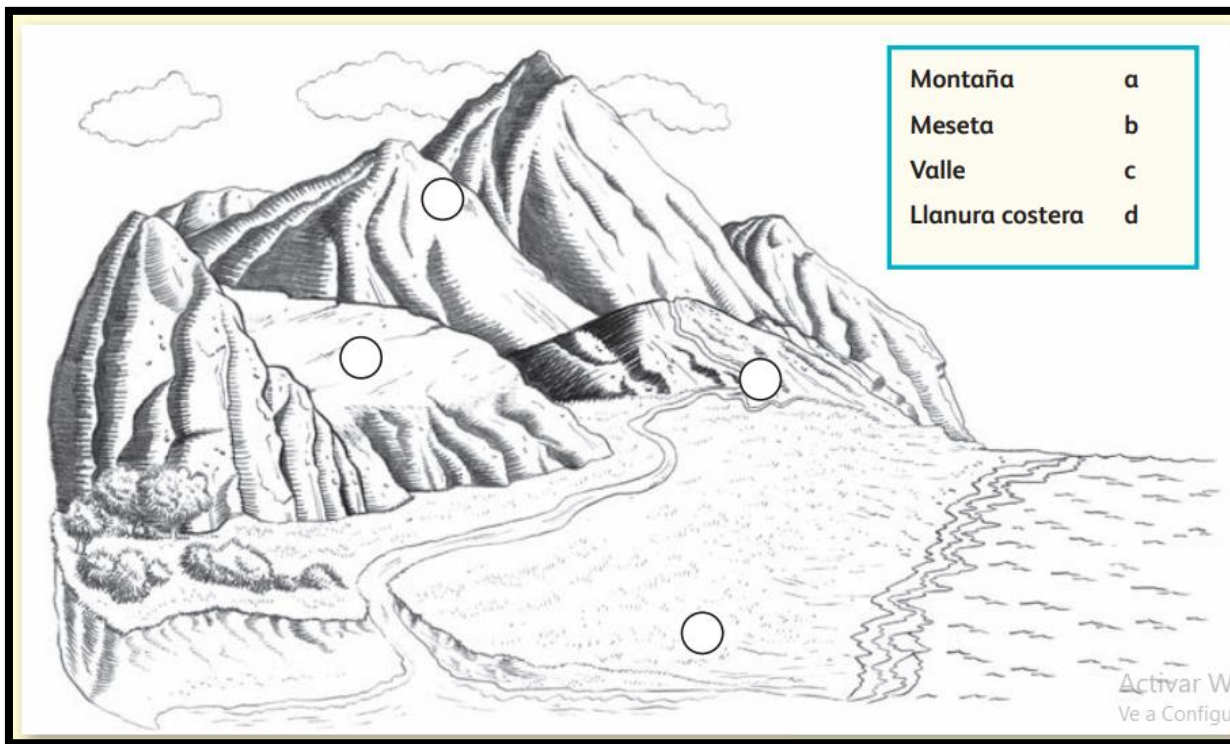 Montaña a
Meseta b
Valle c
Llanura costera d
Activar W
Ve a Configu